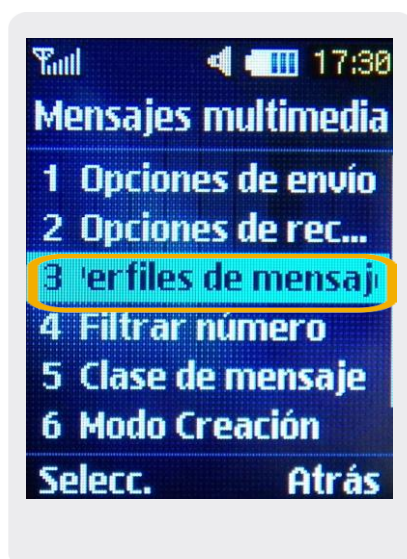 17:30
Mensajes multimedia
1 Opciones de envío
2 Opciones de rec...
3 'erfiles de mensaj
4 Filtrar número
5 Clase de mensaje
6 Modo Creación
Selecc. Atrás